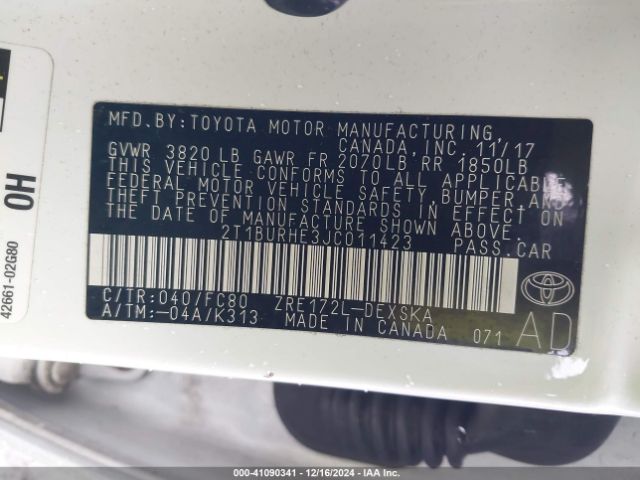 MFD.BY:TOYOTA MOTOR MANUFACTURING,
CANADA, INC. 11/17
GVWR 3820 LB GAWR FR 2070LB RR 1850LB
THIS VEHICLE CONFORMS TO ALL APPLICABLE
FEDERAL MOTOR VEHICLE SAFETY, BUMPER, AND
THEFT PREVENTION STANDARDS IN EFFECT ON
THE DATE OF MANUFACTURE SHOWN ABOVE.
2T1BURHE3JC011423 PASS.CAR
C/TR:040/FC80 ZRE172L-DEXSKA
A/TM:-04A/K313 MADE IN CANADA 071
AD
42661-02G80
OH
000-41090341 - 12/16/2024 - IAA Inc.